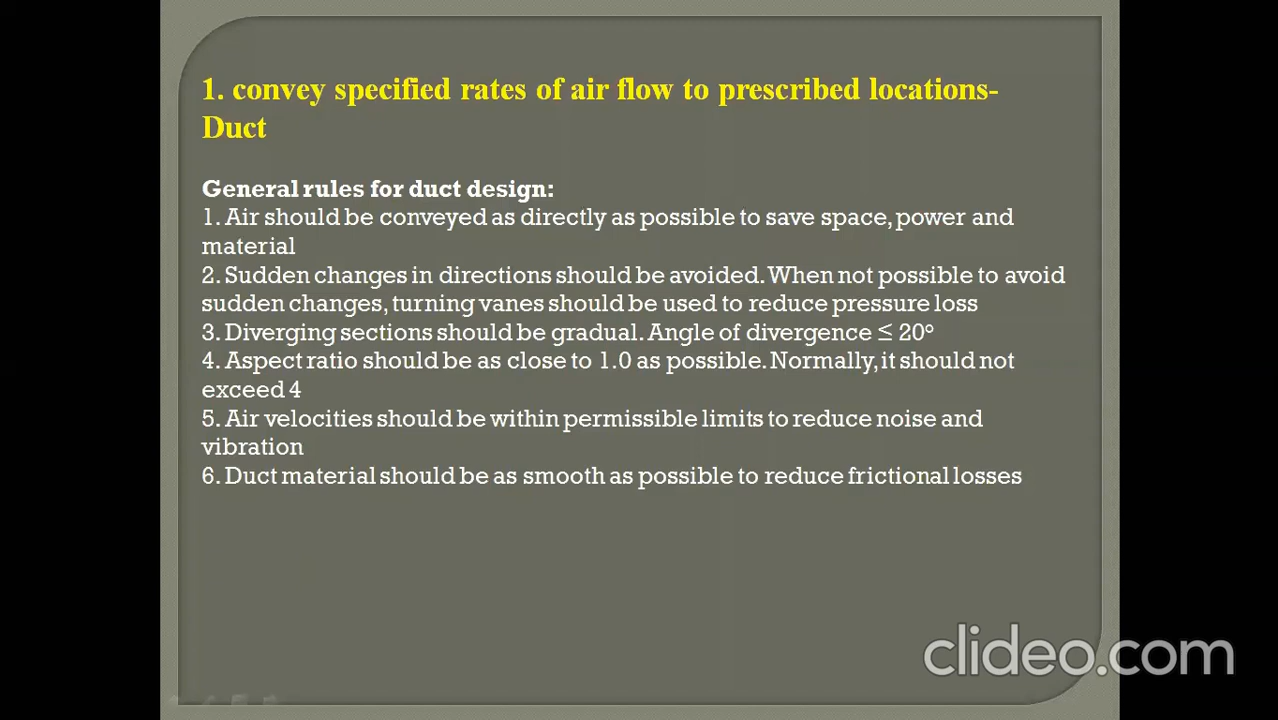 1. convey specified rates of air flow to prescribed locations-
Duct
General rules for duct design:
1. Air should be conveyed as directly as possible to save space, power and
material
2. Sudden changes in directions should be avoided. When not possible to avoid
sudden changes, turning vanes should be used to reduce pressure loss
3. Diverging sections should be gradual. Angle of divergence ≤ 20°
4. Aspect ratio should be as close to 1.0 as possible. Normally, it should not
exceed 4
5. Air velocities should be within permissible limits to reduce noise and
vibration
6. Duct material should be as smooth as possible to reduce frictional losses
clideo.com